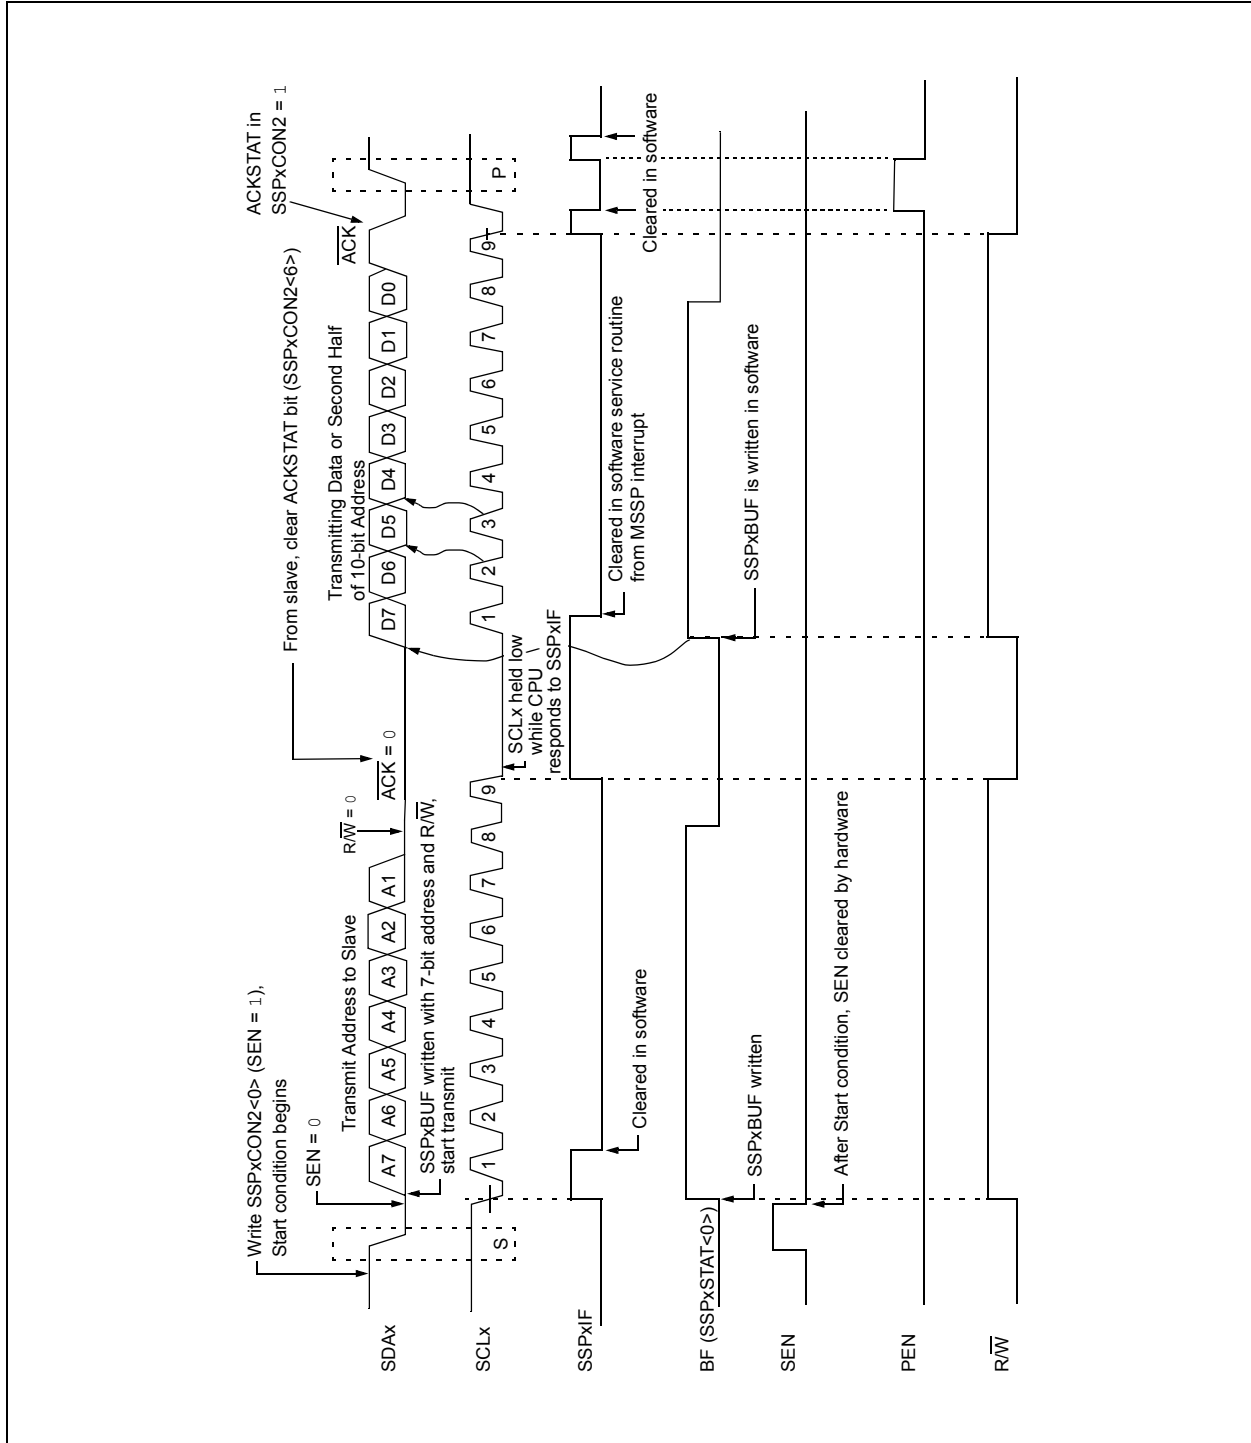 Write SSPxCON2<0> (SEN = 1),
Start condition begins
SEN = 0
Transmit Address to Slave
R/W = 0
From slave, clear ACKSTAT bit (SSPxCON2<6>)
ACK = 0
Transmitting Data or Second Half
of 10-bit Address
ACKSTAT in
SSPxCON2 = 1
ACK
SDAx
A7 A6 A5 A4 A3 A2 A1
D7 D6 D5 D4 D3 D2 D1 D0
SSPxBUF written with 7-bit address and R/W,
start transmit
SCLx
S
1 2 3 4 5 6 7 8 9
1 2 3 4 5 6 7 8 9
P
SCLx held low
while CPU
responds to SSPxIF
SSPxIF
Cleared in software
Cleared in software service routine
from MSSP interrupt
Cleared in software
BF (SSPxSTAT<0>)
SSPxBUF written
SSPxBUF is written in software
SEN
After Start condition, SEN cleared by hardware
PEN
R/W